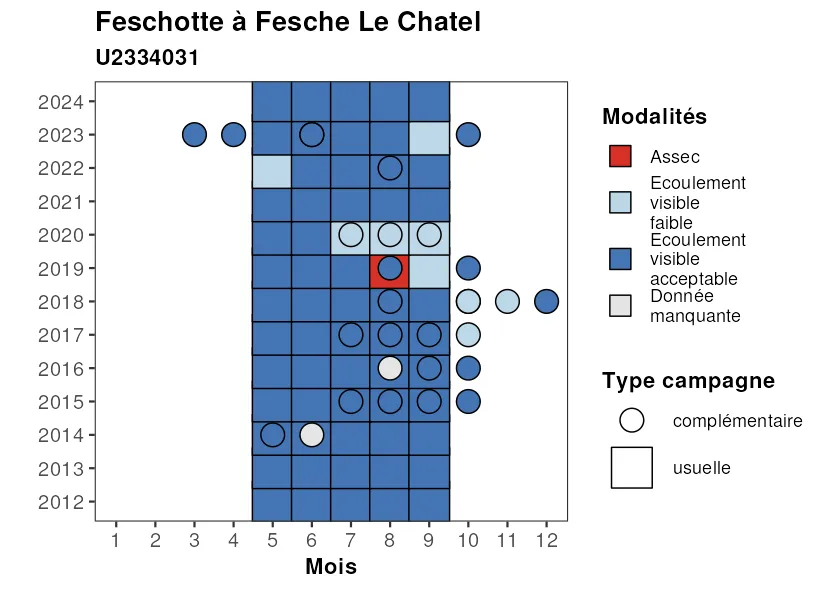 Feschotte à Fesche Le Chatel
U2334031
2024
2023
2022
2021
2020
2019
2018
2017
2016
2015
2014
2013
2012
1 2 3 4 5 6 7 8 9 10 11 12
Mois
Modalités
Assec
Ecoulement
visible
faible
Ecoulement
visible
acceptable
Donnée
manquante
Type campagne
complémentaire
usuelle